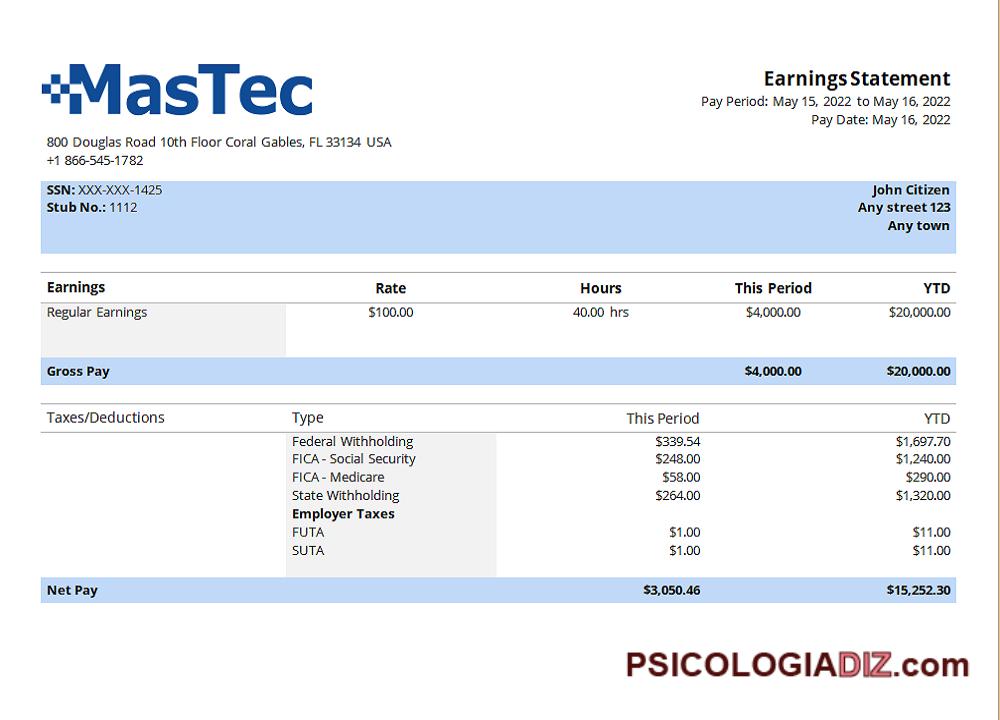 MasTec
Earnings Statement
Pay Period: May 15, 2022 to May 16, 2022
Pay Date: May 16, 2022
800 Douglas Road 10th Floor Coral Gables, FL 33134 USA
+1 866-545-1782
SSN: XXX-XXX-1425 John Citizen
Stub No.: 1112 Any street 123
Any town
Earnings Rate Hours This Period YTD
Regular Earnings $100.00 40.00 hrs $4,000.00 $20,000.00
Gross Pay $4,000.00 $20,000.00
Taxes/Deductions Type This Period YTD
Federal Withholding $339.54 $1,697.70
FICA - Social Security $248.00 $1,240.00
FICA - Medicare $58.00 $290.00
State Withholding $264.00 $1,320.00
Employer Taxes
FUTA $1.00 $11.00
SUTA $1.00 $11.00
Net Pay $3,050.46 $15,252.30
PSICOLOGIADIZ.com